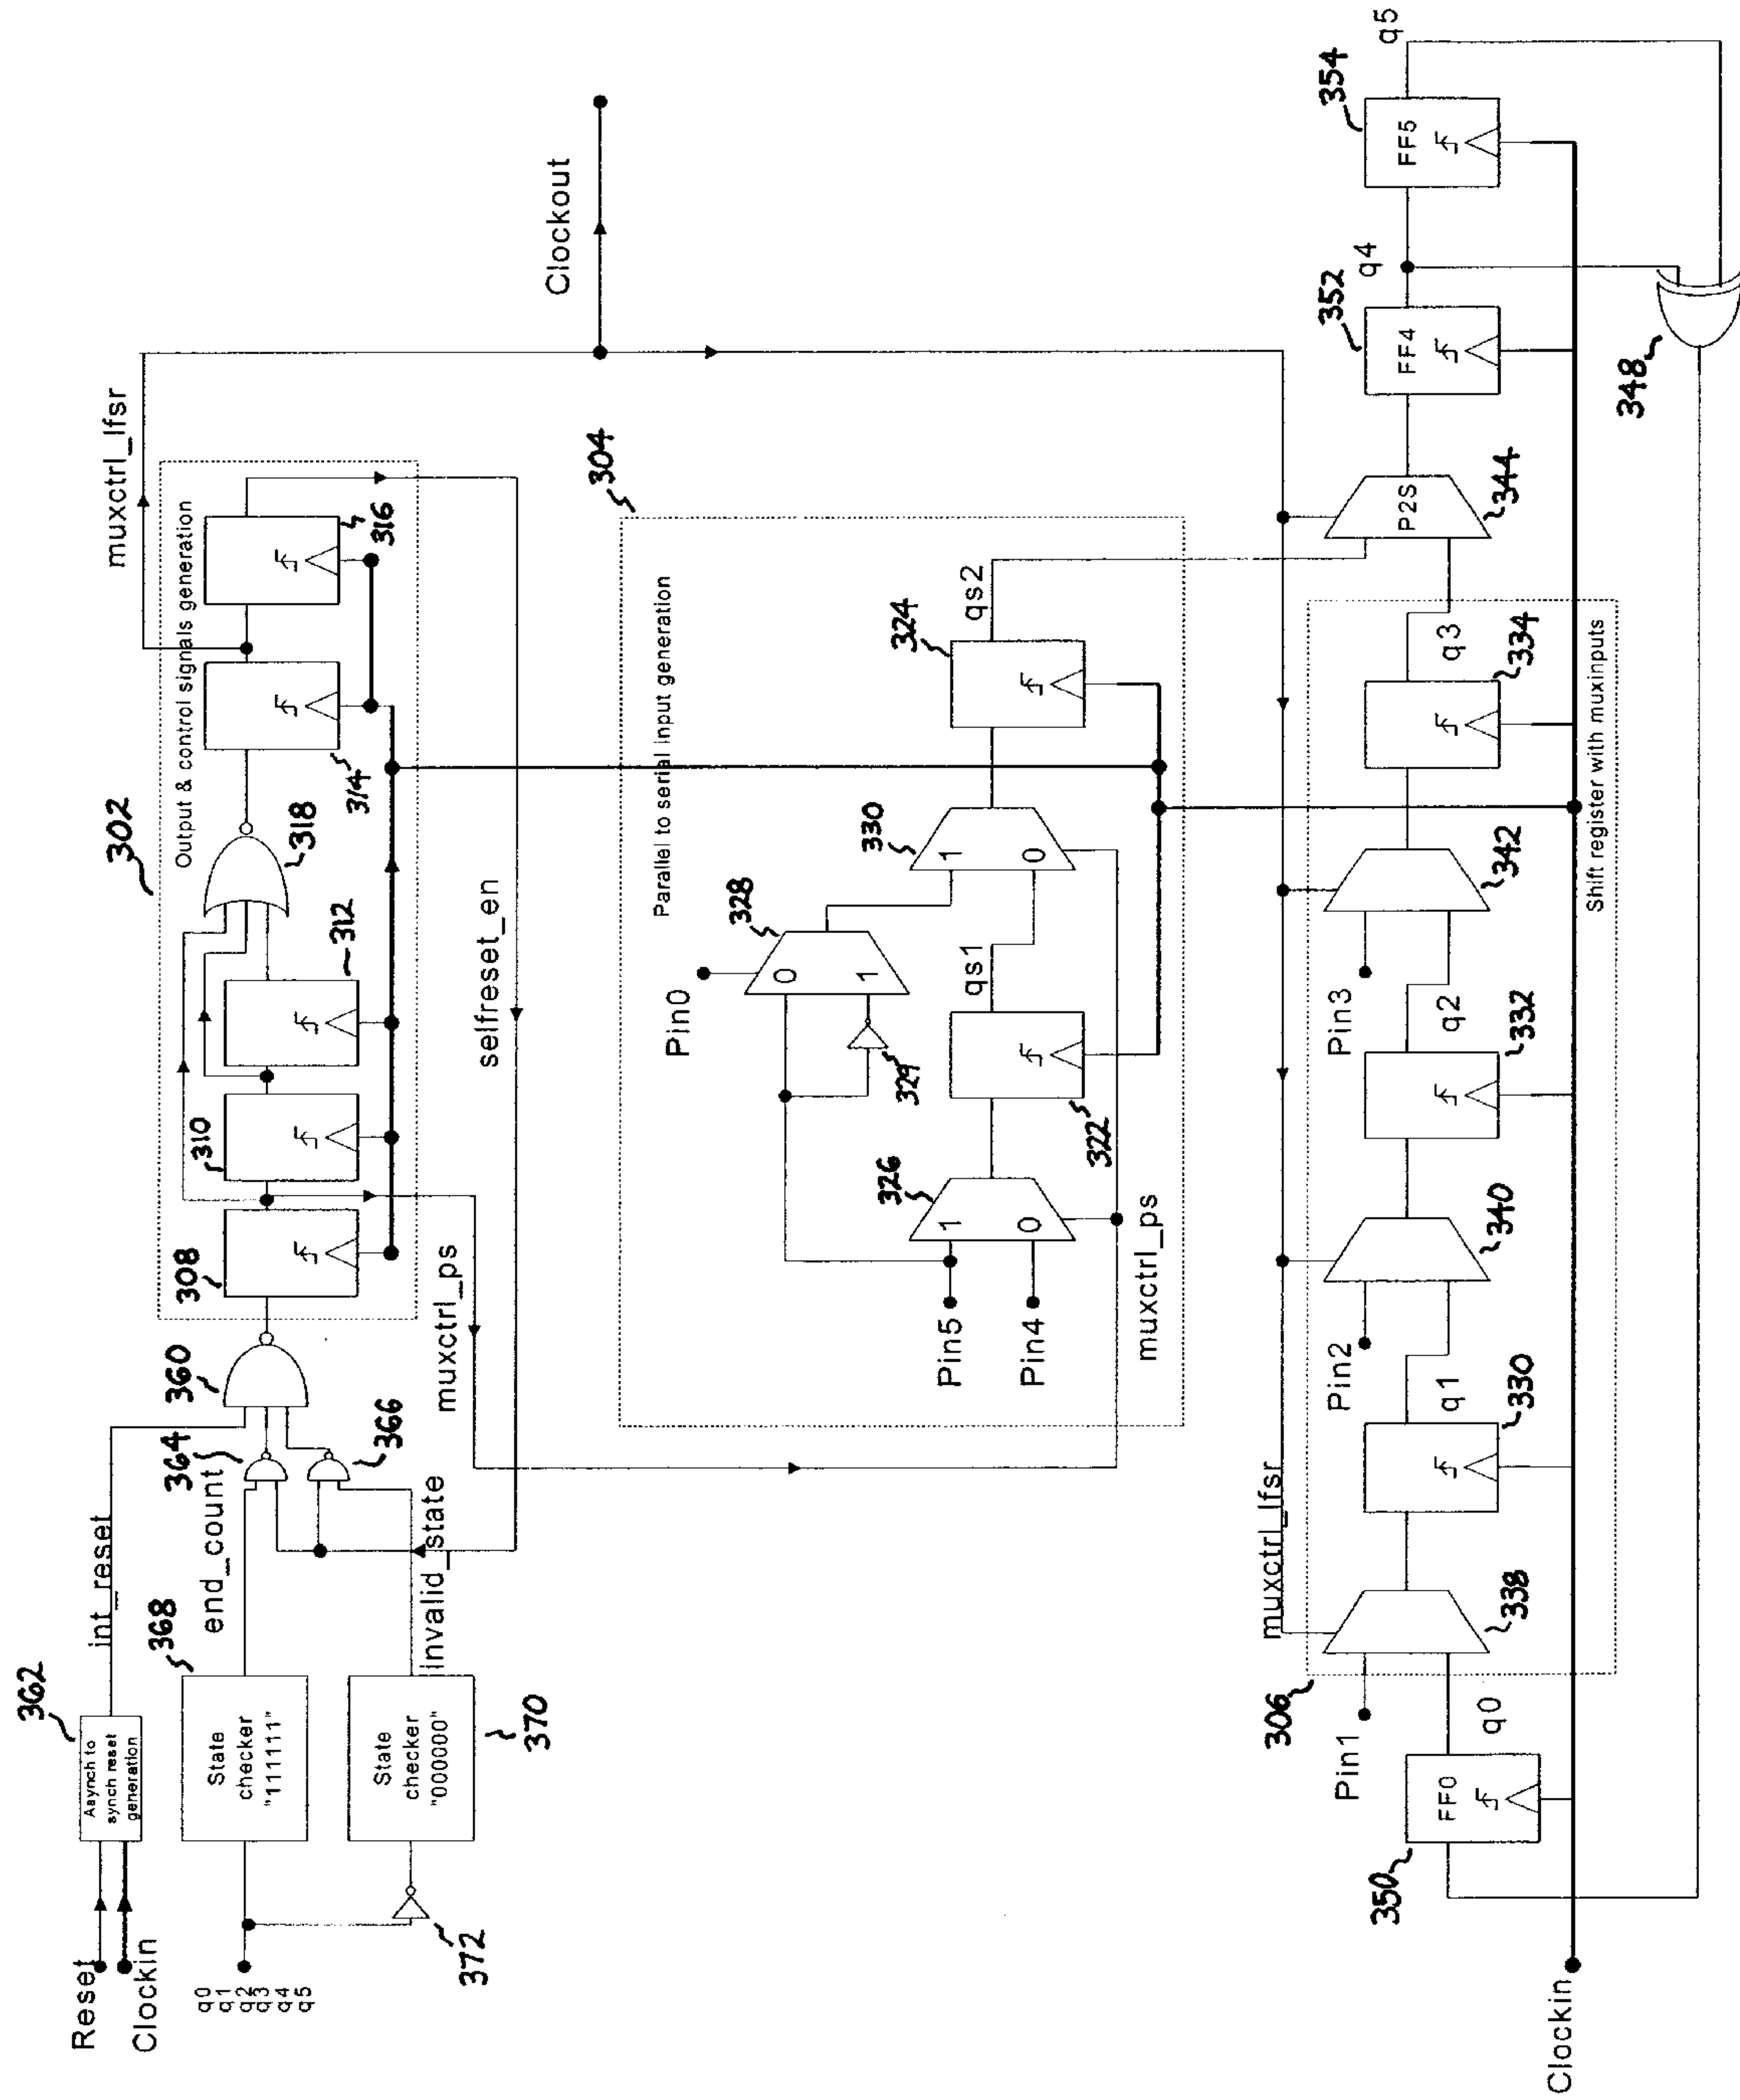 Reset
Clockin
362
Asynch to
synch reset
generation
int_reset
q0
q1
q2
q3
q4
q5
368
State
checker
"111111"
end_count
372
State
checker
"000000"
370
invalid_state
364
366
360
302
Output & control signals generation
308
310
312
318
314
316
muxctrl_ps
selfreset_en
muxctrl_lfsr
Clockout
304
Parallel to serial input generation
Pin5
Pin4
326
1
0
322
qs1
Pin0
328
0
1
329
330
1
0
324
qs2
muxctrl_ps
306
muxctrl_lfsr
Pin1
350
FF0
q0
338
330
q1
Pin2
340
332
q2
Pin3
342
334
q3
Shift register with muxinputs
P2S
344
352
FF4
q4
354
FF5
q5
348
Clockin